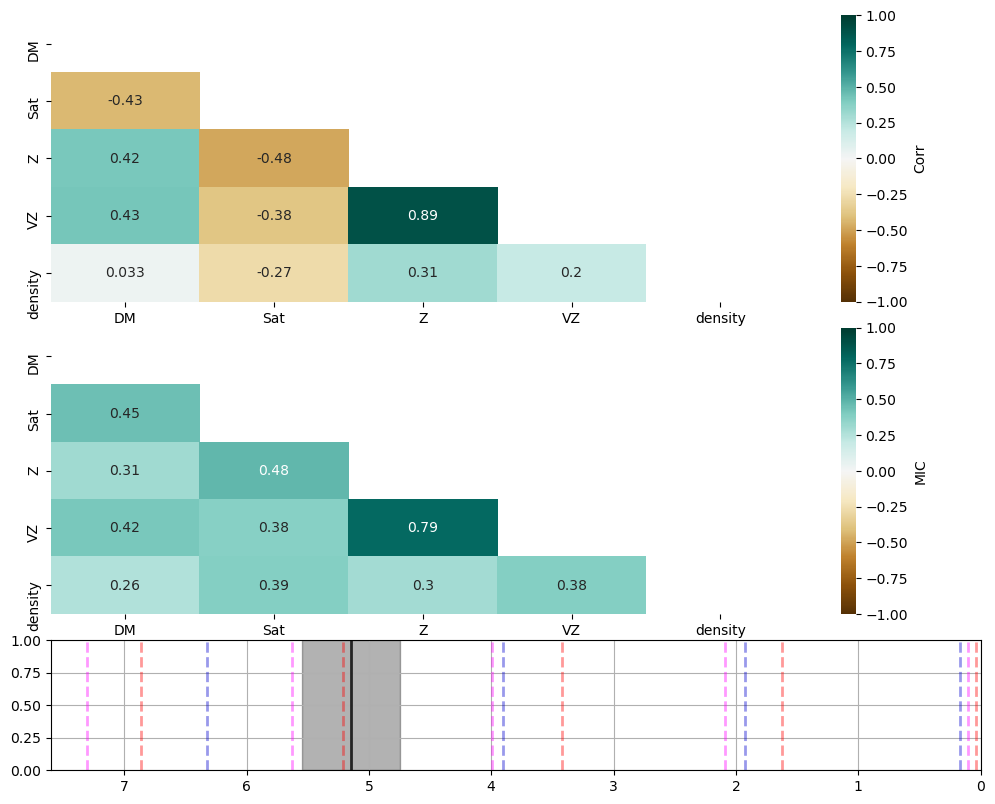 DM
Sat
Z
VZ
density
-0.43
0.42 -0.48
0.43 -0.38 0.89
0.033 -0.27 0.31 0.2
DM Sat Z VZ density
1.00
0.75
0.50
0.25
0.00
−0.25
−0.50
−0.75
−1.00
Corr
DM
Sat
Z
VZ
density
0.45
0.31 0.48
0.42 0.38 0.79
0.26 0.39 0.3 0.38
DM Sat Z VZ density
1.00
0.75
0.50
0.25
0.00
−0.25
−0.50
−0.75
−1.00
MIC
1.00
0.75
0.50
0.25
0.00
7 6 5 4 3 2 1 0